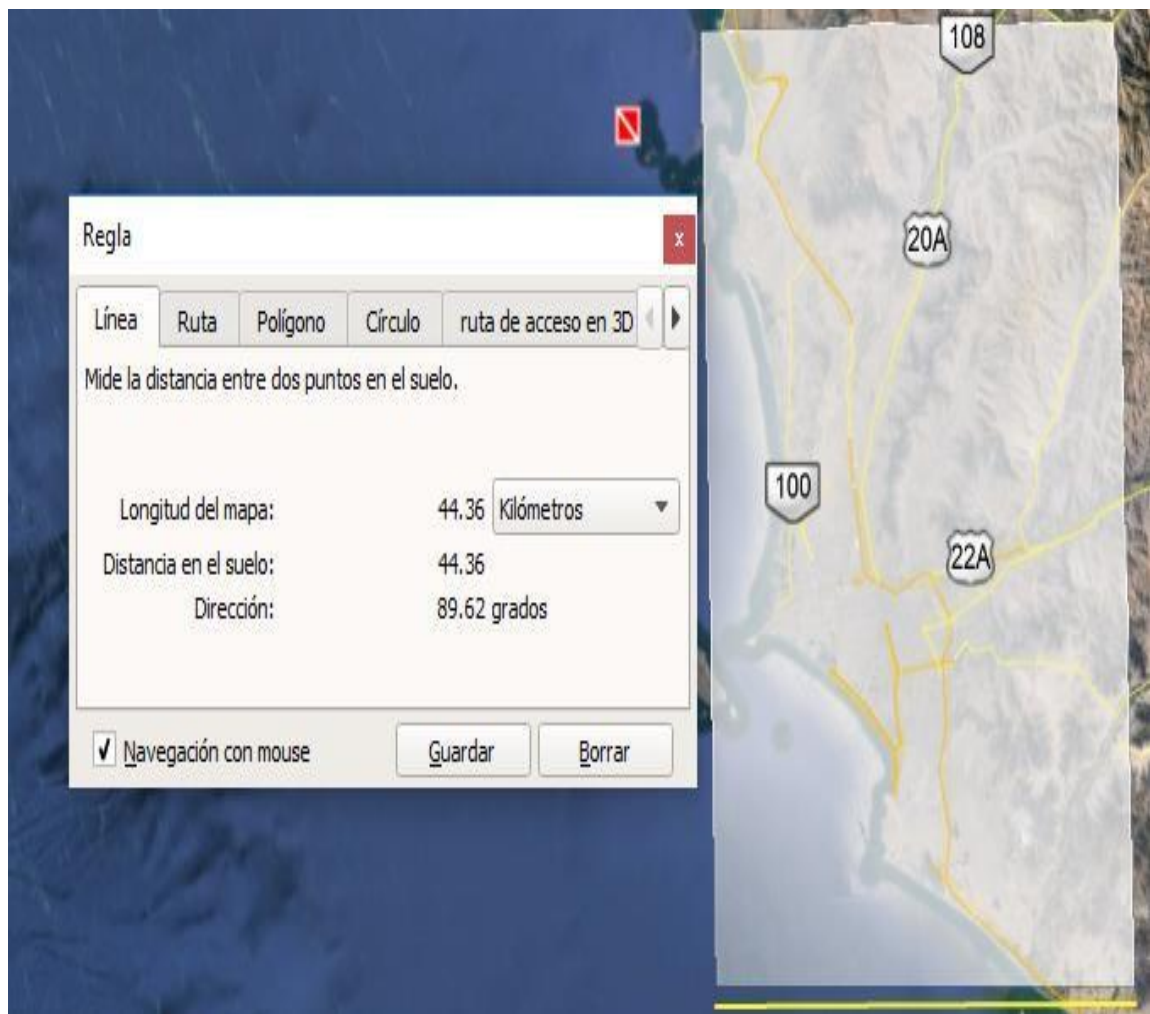 108
20A
Regla
x
Línea Ruta Polígono Círculo ruta de acceso en 3D
Mide la distancia entre dos puntos en el suelo.
100
Longitud del mapa: 44.36 Kilómetros
22A
Distancia en el suelo: 44.36
Dirección: 89.62 grados
Navegación con mouse Guardar Borrar